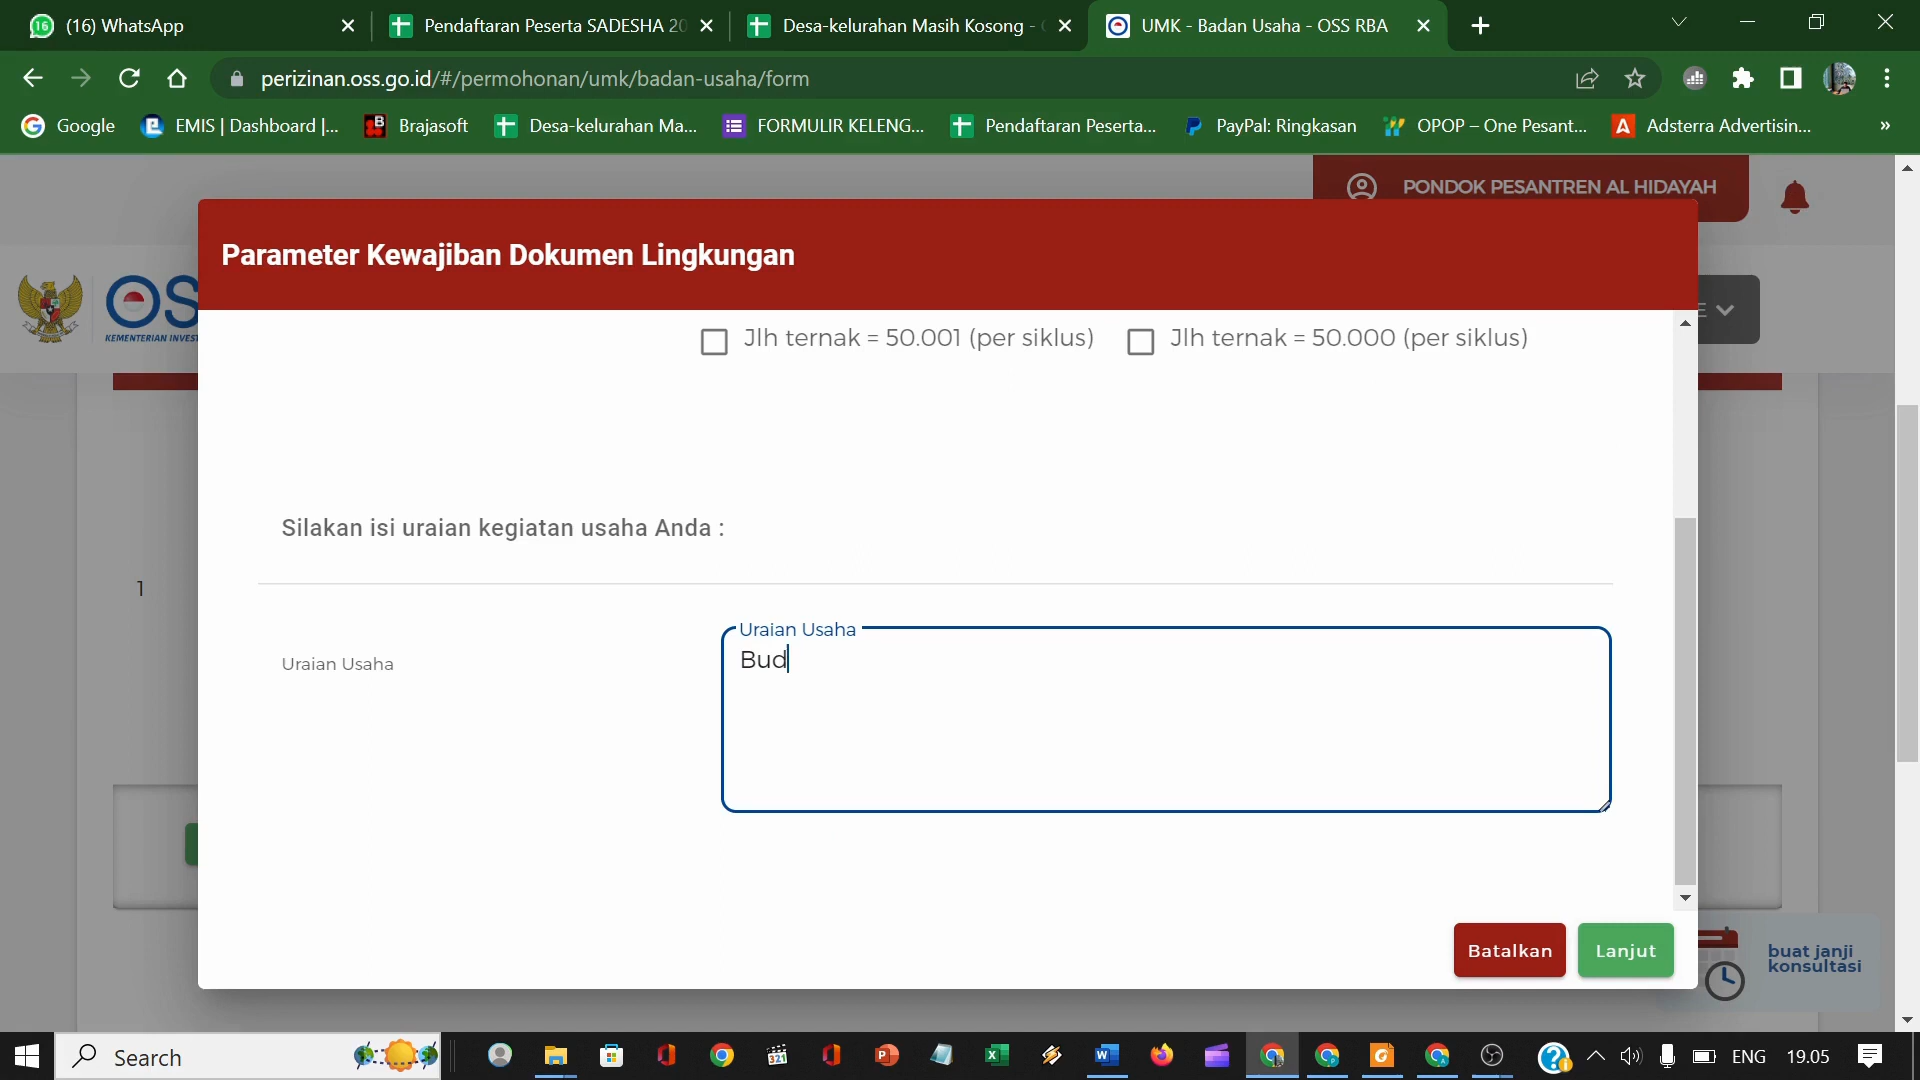 (16) WhatsApp
Pendaftaran Peserta SADESHA 20
Desa-kelurahan Masih Kosong -
UMK - Badan Usaha - OSS RBA
perizinan.oss.go.id/#/permohonan/umk/badan-usaha/form
Google
EMIS | Dashboard |...
Brajasoft
Desa-kelurahan Ma...
FORMULIR KELENG...
Pendaftaran Peserta...
PayPal: Ringkasan
OPOP – One Pesant...
Adsterra Advertisin...
»
PONDOK PESANTREN AL HIDAYAH
Parameter Kewajiban Dokumen Lingkungan
OS
KEMENTERIAN INVEST
E
Jlh ternak = 50.001 (per siklus)
Jlh ternak = 50.000 (per siklus)
Silakan isi uraian kegiatan usaha Anda :
1
Uraian Usaha
Uraian Usaha
Bud
Batalkan
Lanjut
buat janji
konsultasi
Search
ENG
19.05